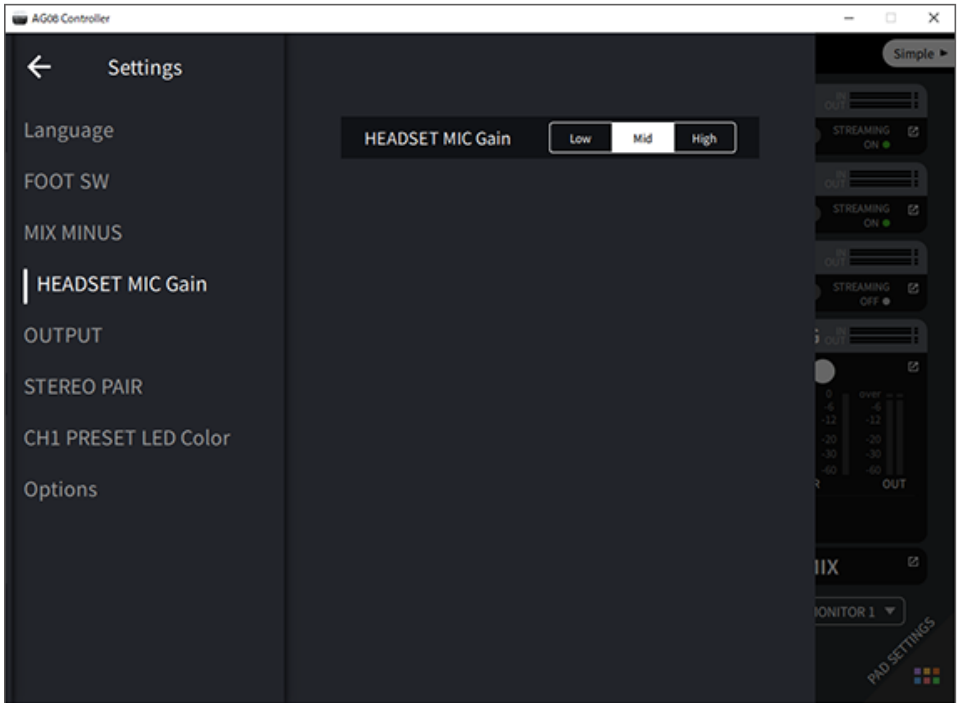 AG08 Controller
Settings
Language
FOOT SW
MIX MINUS
HEADSET MIC Gain
OUTPUT
STEREO PAIR
CH1 PRESET LED Color
Options
HEADSET MIC Gain Low Mid High
Simple
IN
OUT
STREAMING
ON
IN
OUT
STREAMING
ON
IN
OUT
STREAMING
OFF
IN
OUT
0 over
-6 -6
-12 -12
-20 -20
-30 -30
-60 -60
OUT
MONITOR 1
PAD SETTINGS